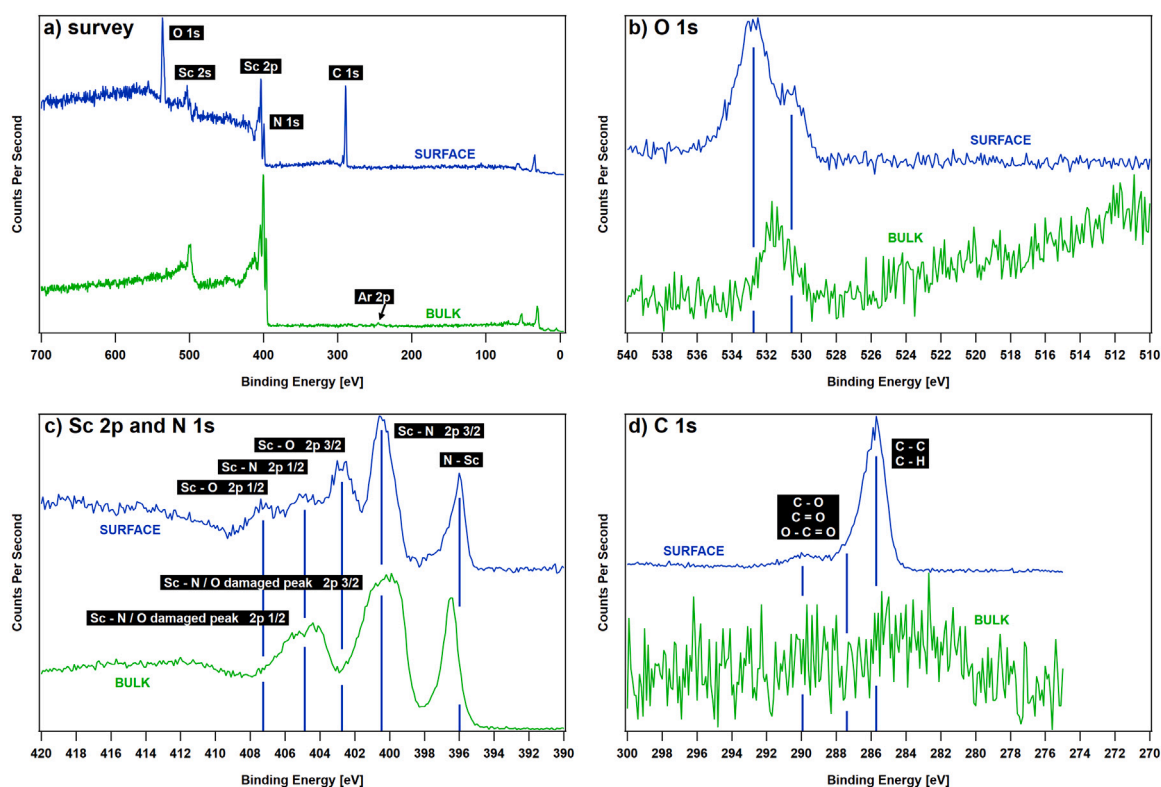 a) survey
O 1s
Sc 2s
Sc 2p
C 1s
N 1s
SURFACE
Ar 2p
BULK
Counts Per Second
700 600 500 400 300 200 100 0
Binding Energy [eV]
b) O 1s
SURFACE
BULK
Counts Per Second
540 538 536 534 532 530 528 526 524 522 520 518 516 514 512 510
Binding Energy [eV]
c) Sc 2p and N 1s
Sc - N 2p 3/2
Sc - O 2p 3/2
N - Sc
Sc - N 2p 1/2
Sc - O 2p 1/2
SURFACE
Sc - N / O damaged peak 2p 3/2
Sc - N / O damaged peak 2p 1/2
BULK
Counts Per Second
420 418 416 414 412 410 408 406 404 402 400 398 396 394 392 390
Binding Energy [eV]
d) C 1s
C - C
C - H
C - O
C = O
O - C = O
SURFACE
BULK
Counts Per Second
300 298 296 294 292 290 288 286 284 282 280 278 276 274 272 270
Binding Energy [eV]